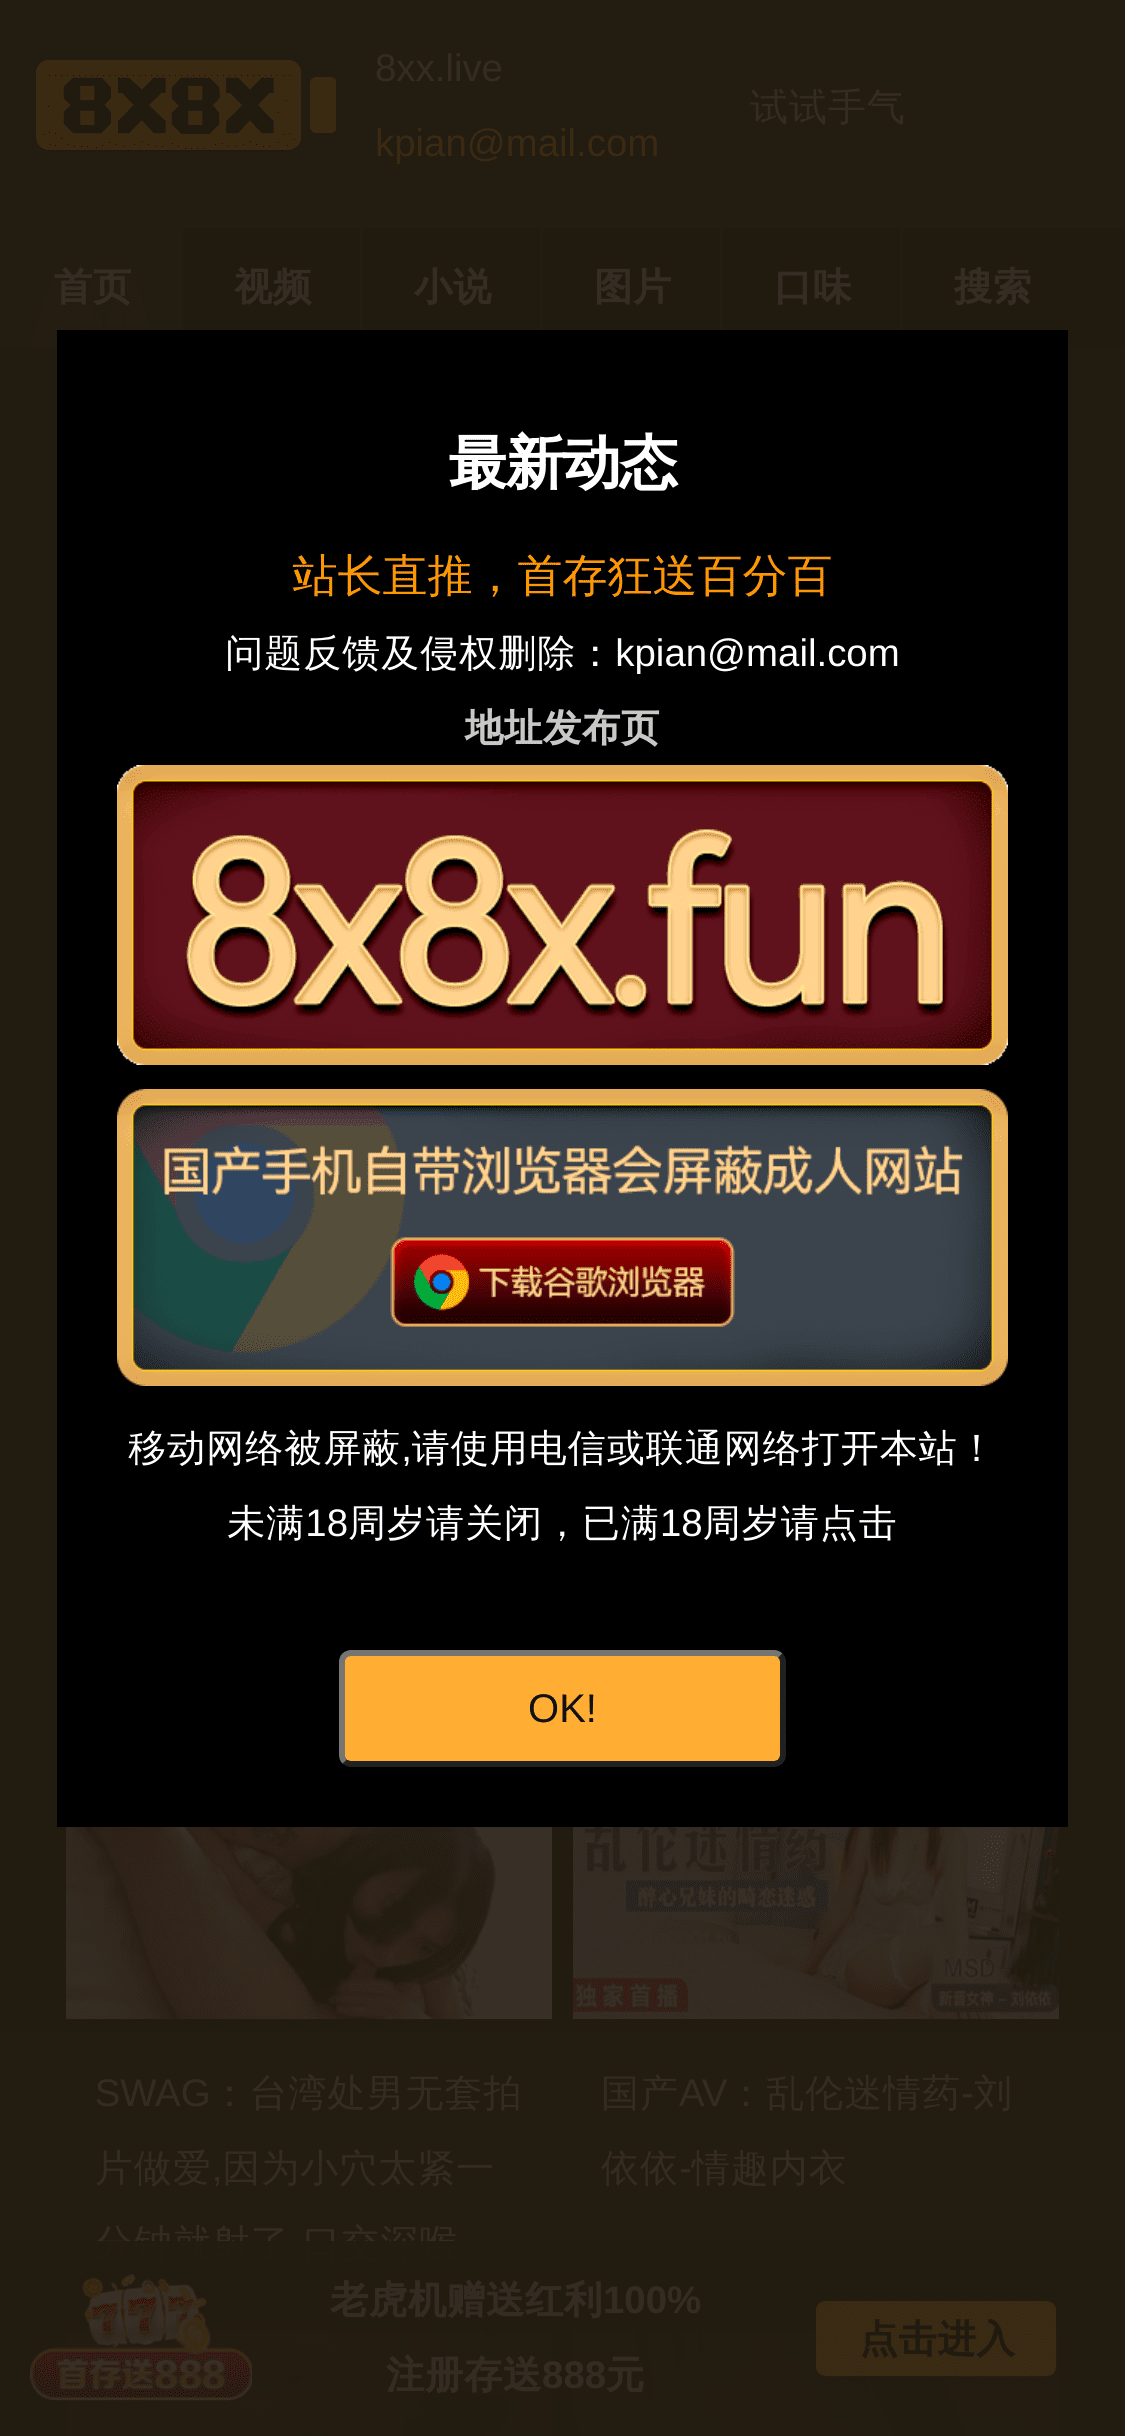 8X8X
8xx.live
kpian@mail.com
试试手气
首页 视频 小说 图片 口味 搜索
最新动态
站长直推，首存狂送百分百
问题反馈及侵权删除：kpian@mail.com
地址发布页
8x8x.fun
国产手机自带浏览器会屏蔽成人网站
下载谷歌浏览器
移动网络被屏蔽,请使用电信或联通网络打开本站！
未满18周岁请关闭，已满18周岁请点击
OK!
乱伦迷情药
醉心兄妹的畸恋迷惑
MSD
独家首播
新晋女神－刘依依
SWAG：台湾处男无套拍
片做爱,因为小穴太紧一
国产AV：乱伦迷情药-刘
依依-情趣内衣
分钟就射了
777
首存送888
老虎机赠送红利100%
注册存送888元
点击进入